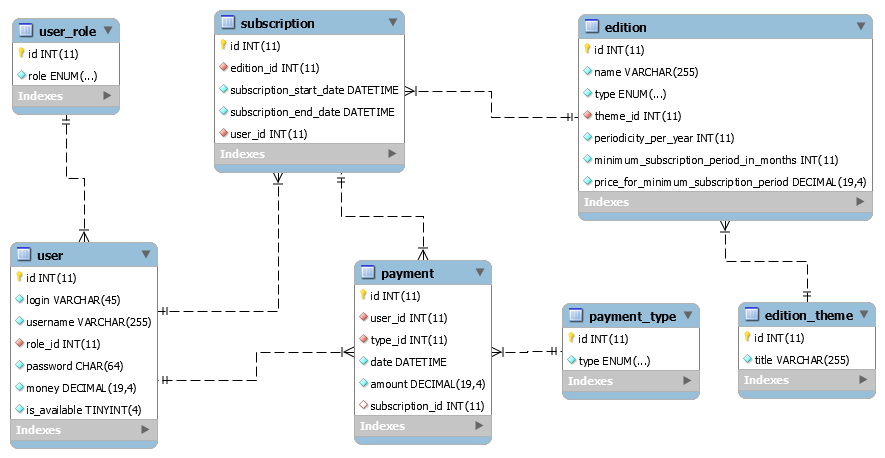 user_role
id INT(11)
role ENUM(...)
Indexes
subscription
id INT(11)
edition_id INT(11)
subscription_start_date DATETIME
subscription_end_date DATETIME
user_id INT(11)
Indexes
edition
id INT(11)
name VARCHAR(255)
type ENUM(...)
theme_id INT(11)
periodicity_per_year INT(11)
minimum_subscription_period_in_months INT(11)
price_for_minimum_subscription_period DECIMAL(19,4)
Indexes
user
id INT(11)
login VARCHAR(45)
username VARCHAR(255)
role_id INT(11)
password CHAR(64)
money DECIMAL(19,4)
is_available TINYINT(4)
Indexes
payment
id INT(11)
user_id INT(11)
type_id INT(11)
date DATETIME
amount DECIMAL(19,4)
subscription_id INT(11)
Indexes
payment_type
id INT(11)
type ENUM(...)
Indexes
edition_theme
id INT(11)
title VARCHAR(255)
Indexes